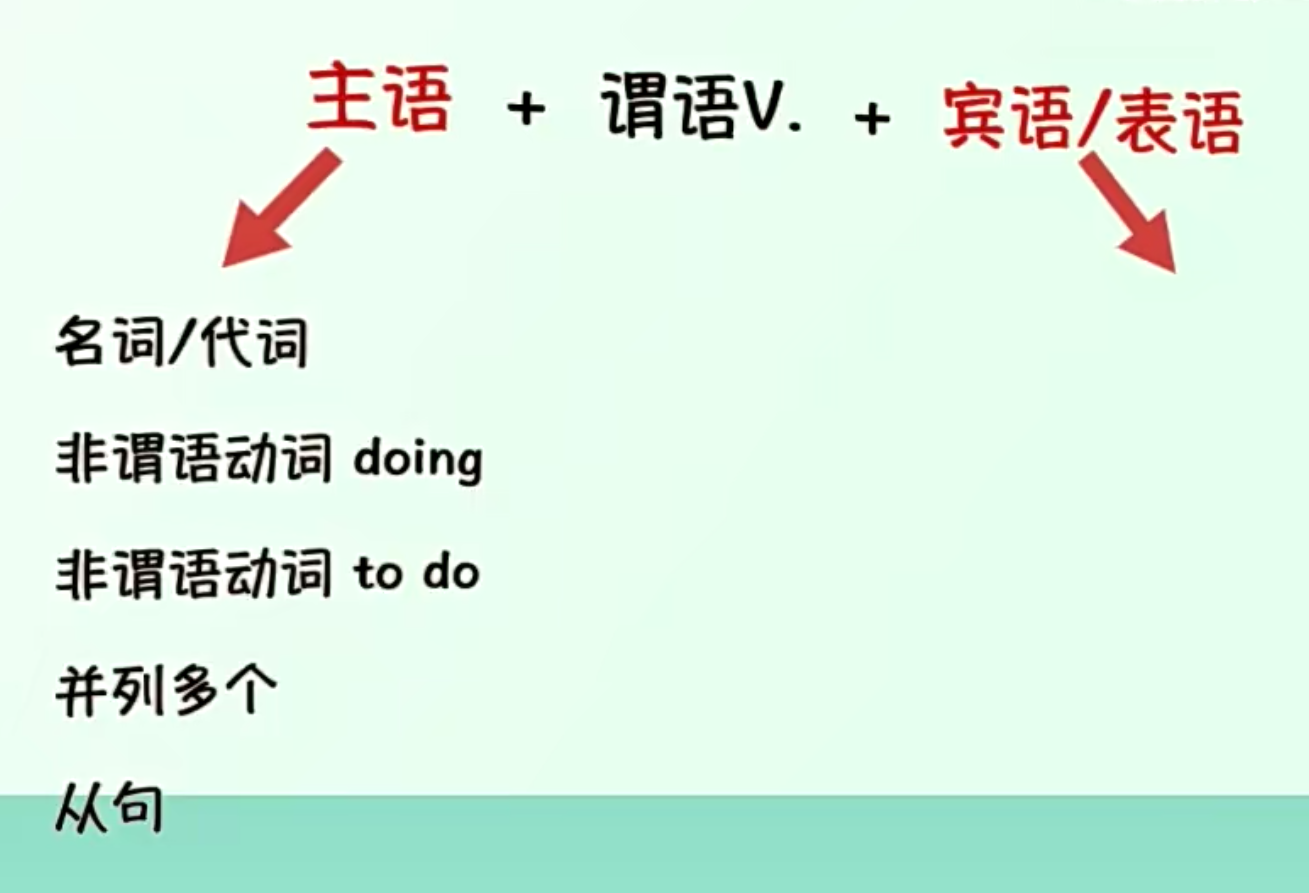 主语 + 谓语V. + 宾语/表语
名词/代词
非谓语动词 doing
非谓语动词 to do
并列多个
从句